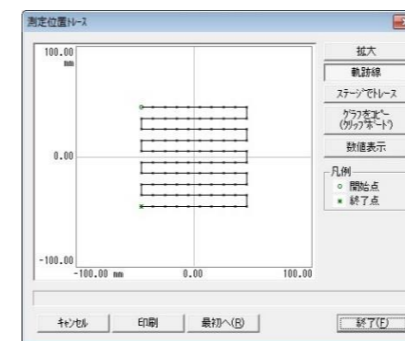 測定位置トレース
100.00
mm
0.00
-100.00
-100.00 mm
0.00
100.00
拡大
軌跡線
ステージでトレース
グラフをコピー
(クリップボード)
数値表示
凡例
開始点
終了点
キャンセル
印刷
最初へ(R)
終了(E)